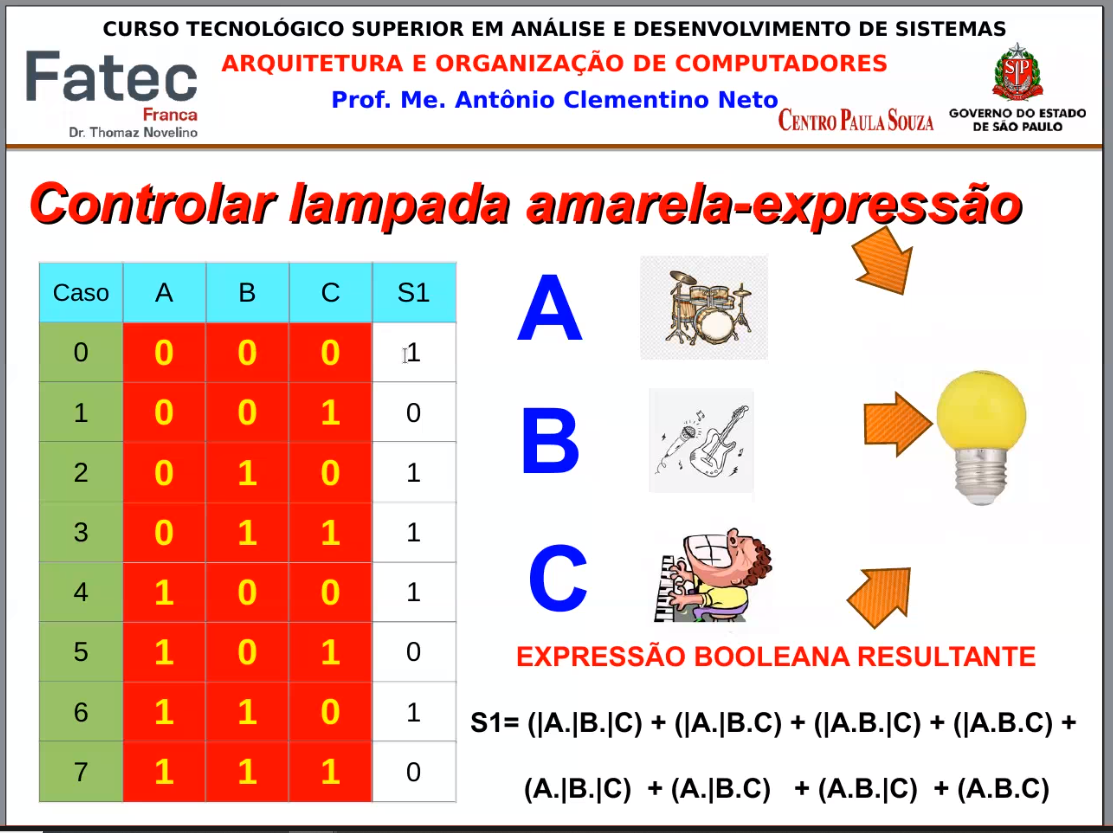 CURSO TECNOLÓGICO SUPERIOR EM ANÁLISE E DESENVOLVIMENTO DE SISTEMAS
Fatec
Franca
Dr. Thomaz Novelino
ARQUITETURA E ORGANIZAÇÃO DE COMPUTADORES
Prof. Me. Antônio Clementino Neto
CENTRO PAULA SOUZA
SP
GOVERNO DO ESTADO
DE SÃO PAULO
Controlar lampada amarela-expressão
Caso A B C S1
0 0 0 0 1
1 0 0 1 0
2 0 1 0 1
3 0 1 1 1
4 1 0 0 1
5 1 0 1 0
6 1 1 0 1
7 1 1 1 0
A
B
C
EXPRESSÃO BOOLEANA RESULTANTE
S1= (|A.|B.|C) + (|A.|B.C) + (|A.B.|C) + (|A.B.C) +
(A.|B.|C) + (A.|B.C) + (A.B.|C) + (A.B.C)